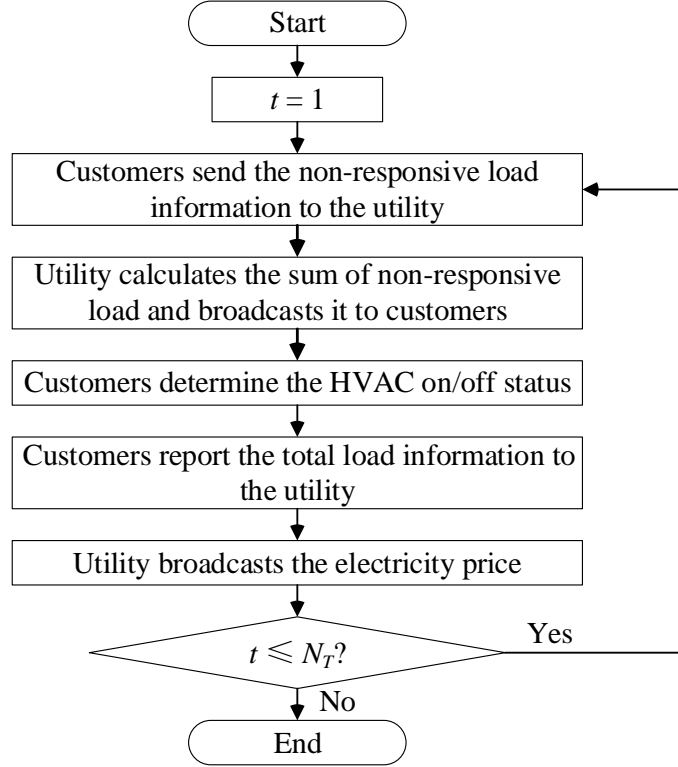 Start
t = 1
Customers send the non-responsive load
information to the utility
Utility calculates the sum of non-responsive
load and broadcasts it to customers
Customers determine the HVAC on/off status
Customers report the total load information to
the utility
Utility broadcasts the electricity price
t ⩽ N_T?
Yes
No
End